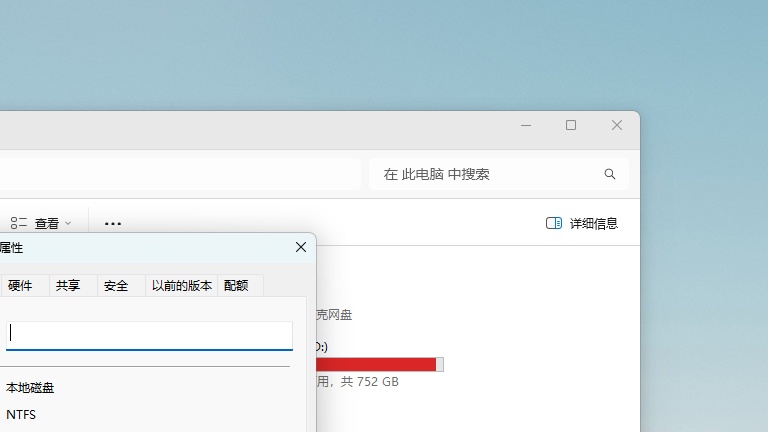 在 此电脑 中搜索
查看
详细信息
属性
硬件 共享 安全 以前的版本 配额
网盘
:)
本地磁盘
用，共 752 GB
NTFS